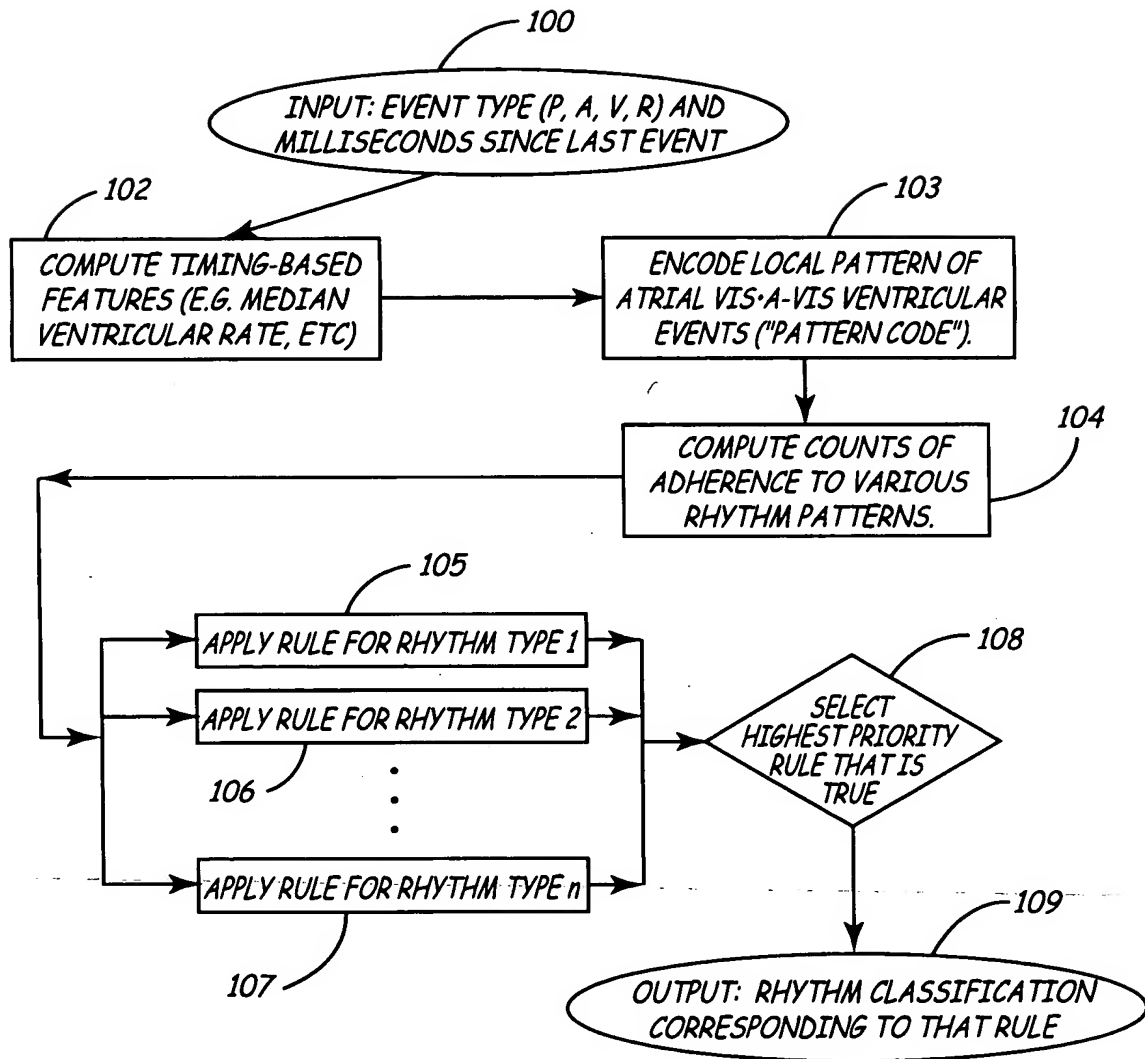 100
INPUT: EVENT TYPE (P, A, V, R) AND
MILLISECONDS SINCE LAST EVENT
102
COMPUTE TIMING-BASED
FEATURES (E.G. MEDIAN
VENTRICULAR RATE, ETC)
103
ENCODE LOCAL PATTERN OF
ATRIAL VIS·A-VIS VENTRICULAR
EVENTS ("PATTERN CODE").
104
COMPUTE COUNTS OF
ADHERENCE TO VARIOUS
RHYTHM PATTERNS.
105
APPLY RULE FOR RHYTHM TYPE 1
APPLY RULE FOR RHYTHM TYPE 2
106
APPLY RULE FOR RHYTHM TYPE n
107
108
SELECT
HIGHEST PRIORITY
RULE THAT IS
TRUE
109
OUTPUT: RHYTHM CLASSIFICATION
CORRESPONDING TO THAT RULE